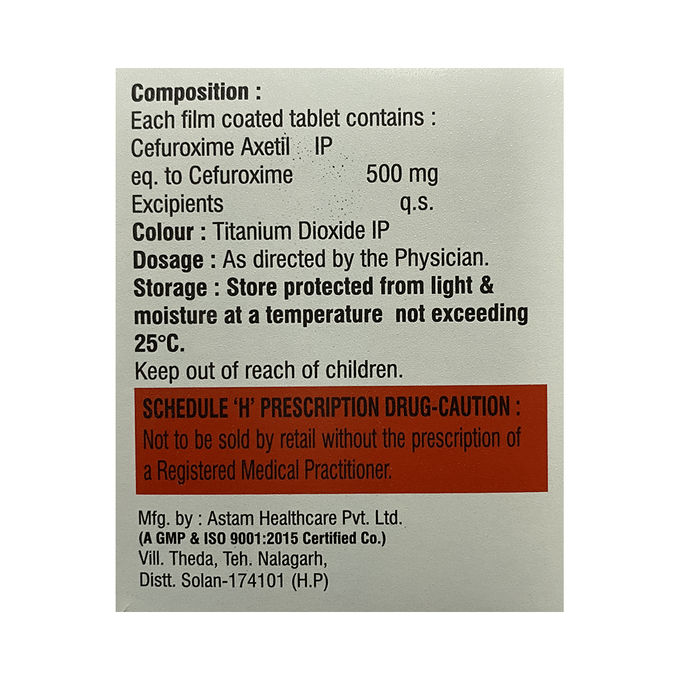 Composition :
Each film coated tablet contains :
Cefuroxime Axetil IP
eq. to Cefuroxime 500 mg
Excipients q.s.
Colour : Titanium Dioxide IP
Dosage : As directed by the Physician.
Storage : Store protected from light &
moisture at a temperature not exceeding
25°C.
Keep out of reach of children.
SCHEDULE 'H' PRESCRIPTION DRUG-CAUTION :
Not to be sold by retail without the prescription of
a Registered Medical Practitioner.
Mfg. by : Astam Healthcare Pvt. Ltd.
(A GMP & ISO 9001:2015 Certified Co.)
Vill. Theda, Teh. Nalagarh,
Distt. Solan-174101 (H.P)